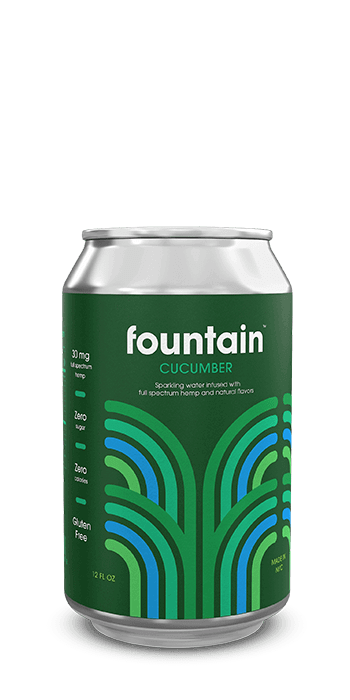 fountain™
CUCUMBER
Sparkling water infused with
full spectrum hemp and natural flavors
30 mg
full spectrum
hemp
Zero
sugar
Zero
calories
Gluten
Free
12 FL OZ
MADE IN
NYC